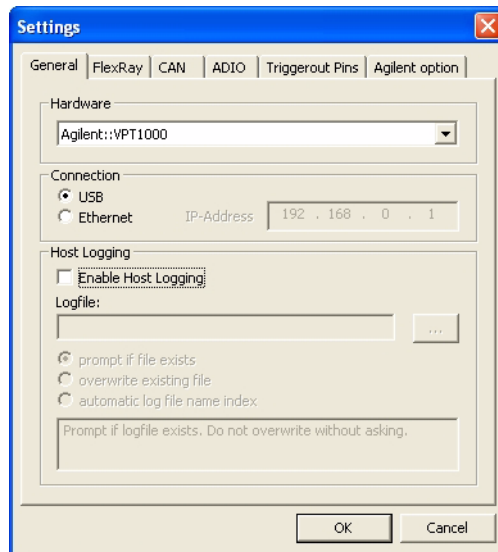 Settings
General FlexRay CAN ADIO Triggerout Pins Agilent option
Hardware
Agilent::VPT1000
Connection
USB
Ethernet IP-Address 192 . 168 . 0 . 1
Host Logging
Enable Host Logging
Logfile:
...
prompt if file exists
overwrite existing file
automatic log file name index
Prompt if logfile exists. Do not overwrite without asking.
OK Cancel